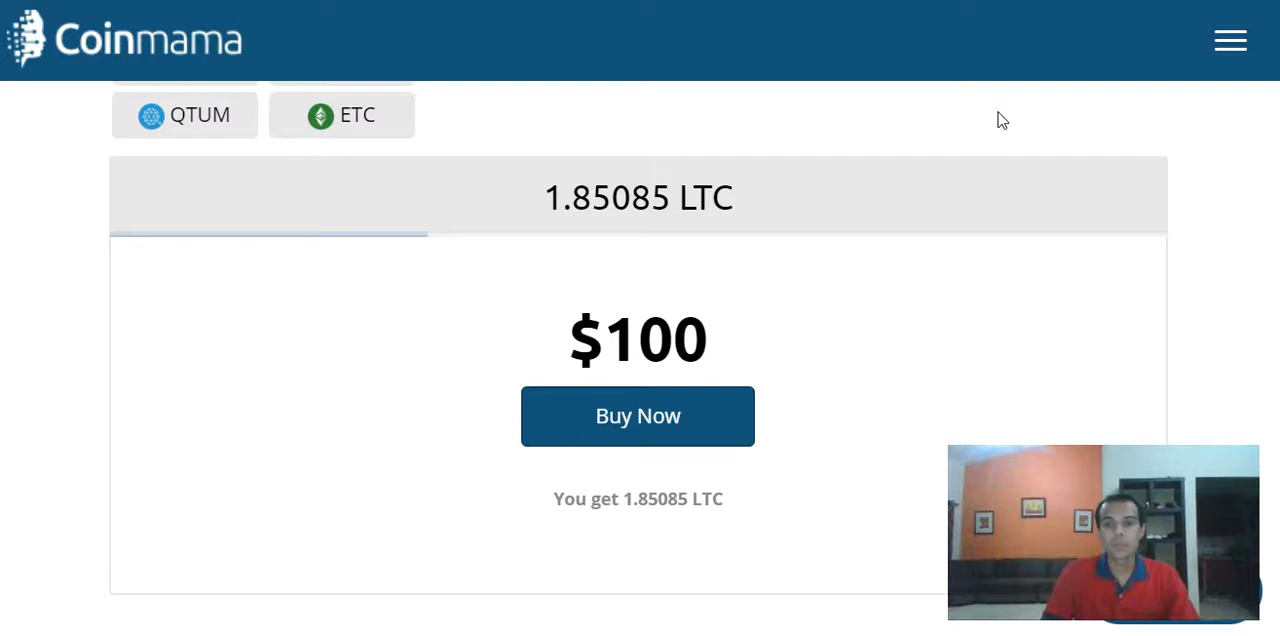 Coinmama
QTUM
ETC
1.85085 LTC
$100
Buy Now
You get 1.85085 LTC